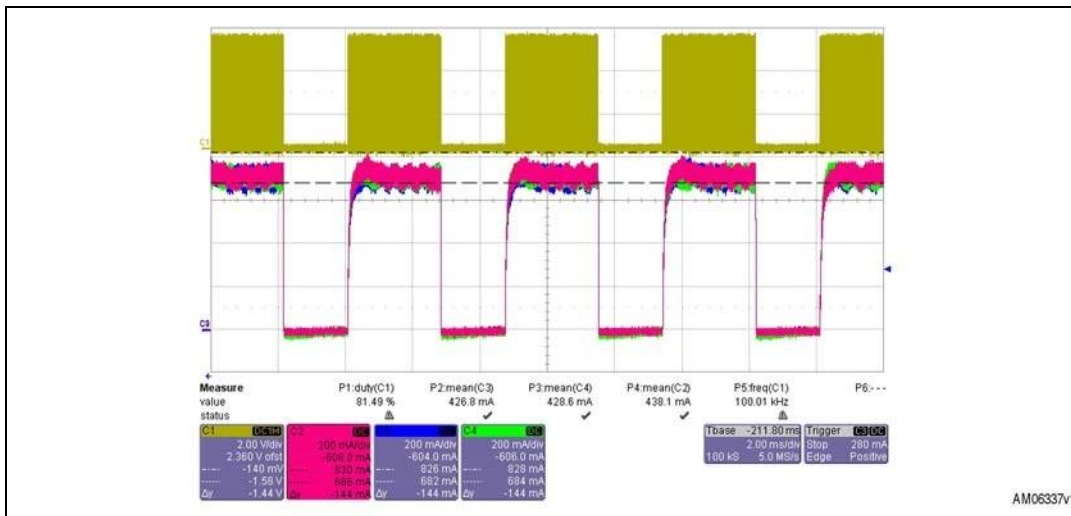 C1
C3
Measure P1:duty(C1) P2:mean(C3) P3:mean(C4) P4:mean(C2) P5:freq(C1) P6:---
value 81.49 % 426.8 mA 428.6 mA 438.1 mA 100.01 kHz
status
C1 DC1M
2.00 V/div
2.360 V ofst
-140 mV
-1.58 V
Δy -1.44 V
C2 DC
200 mA/div
-608.0 mA
830 mA
686 mA
Δy -144 mA
200 mA/div
-604.0 mA
826 mA
682 mA
Δy -144 mA
C4 DC
200 mA/div
-606.0 mA
828 mA
684 mA
Δy -144 mA
Tbase -211.80 ms
2.00 ms/div
100 kS 5.0 MS/s
Trigger C3 DC
Stop 280 mA
Edge Positive
AM06337v